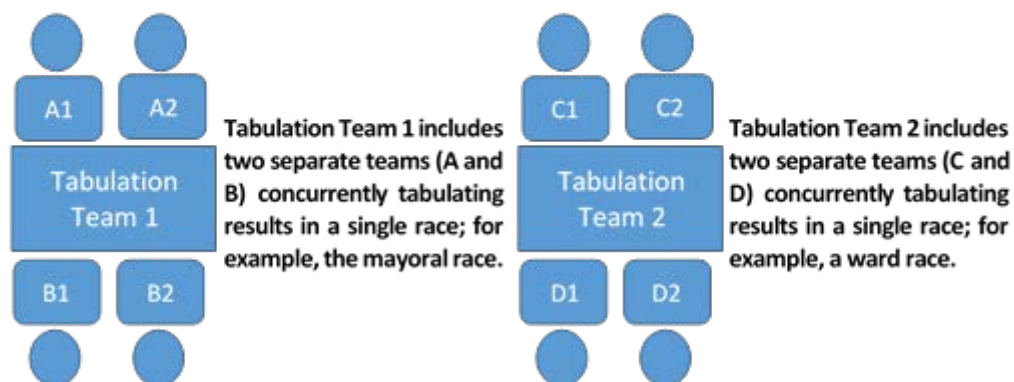 A1
A2
Tabulation
Team 1
B1
B2
Tabulation Team 1 includes
two separate teams (A and
B) concurrently tabulating
results in a single race; for
example, the mayoral race.
C1
C2
Tabulation
Team 2
D1
D2
Tabulation Team 2 includes
two separate teams (C and
D) concurrently tabulating
results in a single race; for
example, a ward race.